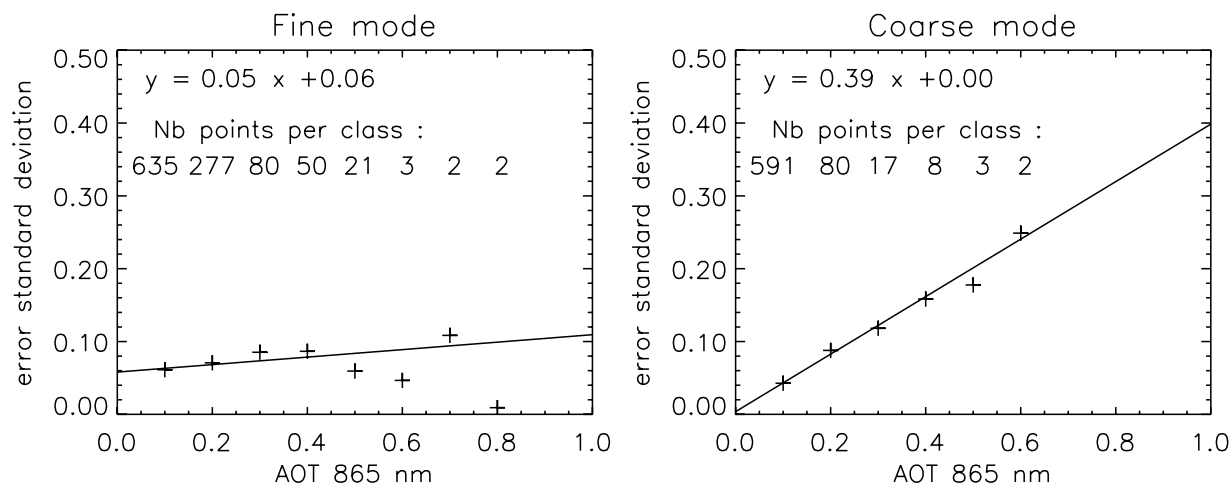 Fine mode
y = 0.05 x +0.06
Nb points per class :
635 277 80 50 21 3 2 2
0.50
0.40
0.30
0.20
0.10
0.00
error standard deviation
0.0 0.2 0.4 0.6 0.8 1.0
AOT 865 nm
Coarse mode
y = 0.39 x +0.00
Nb points per class :
591 80 17 8 3 2
0.50
0.40
0.30
0.20
0.10
0.00
error standard deviation
0.0 0.2 0.4 0.6 0.8 1.0
AOT 865 nm